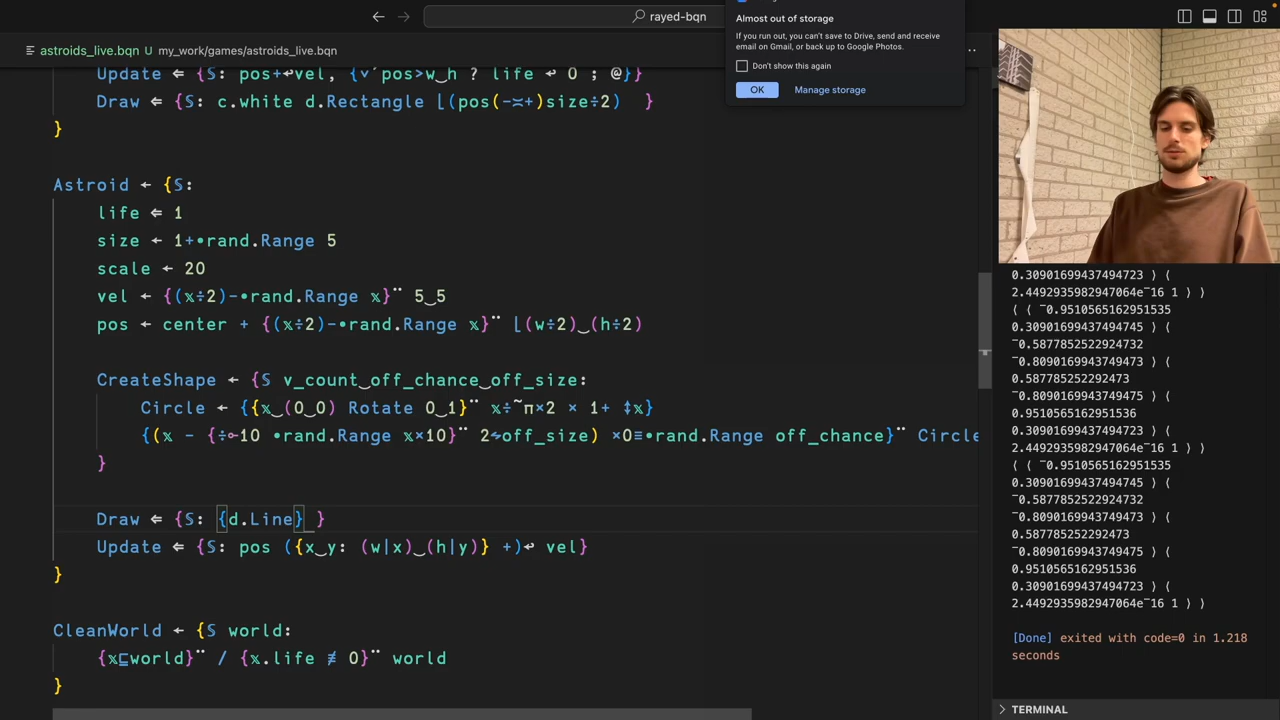 rayed-bqn
Almost out of storage
If you run out, you can't save to Drive, send and receive
email on Gmail, or back up to Google Photos.
Don't show this again
OK Manage storage
astroids_live.bqn U my_work/games/astroids_live.bqn
Update ⇐ {𝕊: pos+↩vel, {∨´pos>w‿h ? life ↩ 0 ; @}}
Draw ⇐ {𝕊: c.white d.Rectangle ⌊(pos(-≍+)size÷2) }
}
Astroid ← {𝕊:
life ⇐ 1
size ← 1+•rand.Range 5
scale ← 20
vel ← {(𝕩÷2)-•rand.Range 𝕩}¨ 5‿5
pos ← center + {(𝕩÷2)-•rand.Range 𝕩}¨ ⌊(w÷2)‿(h÷2)
CreateShape ← {𝕊 v_count‿off_chance‿off_size:
Circle ← {{𝕩‿(0‿0) Rotate 0‿1}¨ 𝕩÷˜π×2 × 1+ ↕𝕩}
{(𝕩 - {÷⟜10 •rand.Range 𝕩×10}¨ 2⥊off_size) ×0≡•rand.Range off_chance}¨ Circle
}
Draw ⇐ {𝕊: {d.Line}_ }
Update ⇐ {𝕊: pos ({x‿y: (w|x)‿(h|y)} +)↩ vel}
}
CleanWorld ← {𝕊 world:
{𝕩⊑world}¨ / {𝕩.life ≢ 0}¨ world
}
0.30901699437494723 ⟩ ⟨
2.4492935982947064e¯16 1 ⟩ ⟩
⟨ ⟨ ¯0.9510565162951535
0.30901699437494745 ⟩ ⟨
¯0.5877852522924732
¯0.8090169943749473 ⟩ ⟨
0.587785252292473
¯0.8090169943749475 ⟩ ⟨
0.9510565162951536
0.30901699437494723 ⟩ ⟨
2.4492935982947064e¯16 1 ⟩ ⟩
⟨ ⟨ ¯0.9510565162951535
0.30901699437494745 ⟩ ⟨
¯0.5877852522924732
¯0.8090169943749473 ⟩ ⟨
0.587785252292473
¯0.8090169943749475 ⟩ ⟨
0.9510565162951536
0.30901699437494723 ⟩ ⟨
2.4492935982947064e¯16 1 ⟩ ⟩
[Done] exited with code=0 in 1.218
seconds
TERMINAL